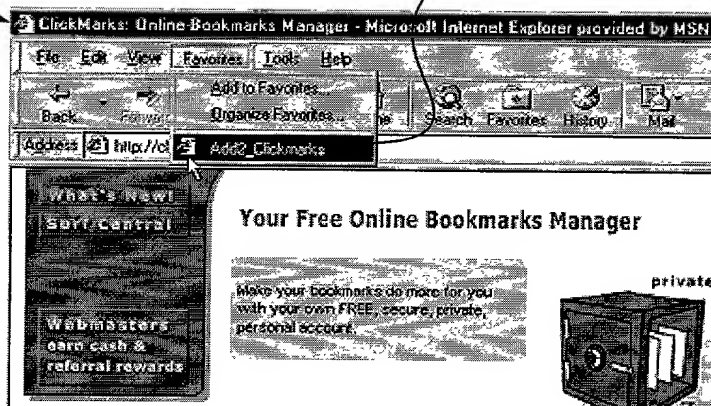 ClickMarks: Online Bookmarks Manager - Microsoft Internet Explorer provided by MSN
File Edit View Favorites Tools Help
Add to Favorites...
Organize Favorites...
Back Forward Search Favorites History Mail
Address http://cl Add2_Clickmarks
What's New!
Surf Central
Your Free Online Bookmarks Manager
private
Make your bookmarks do more for you
with your own FREE, secure, private,
personal account.
Webmasters
earn cash &
referral rewards